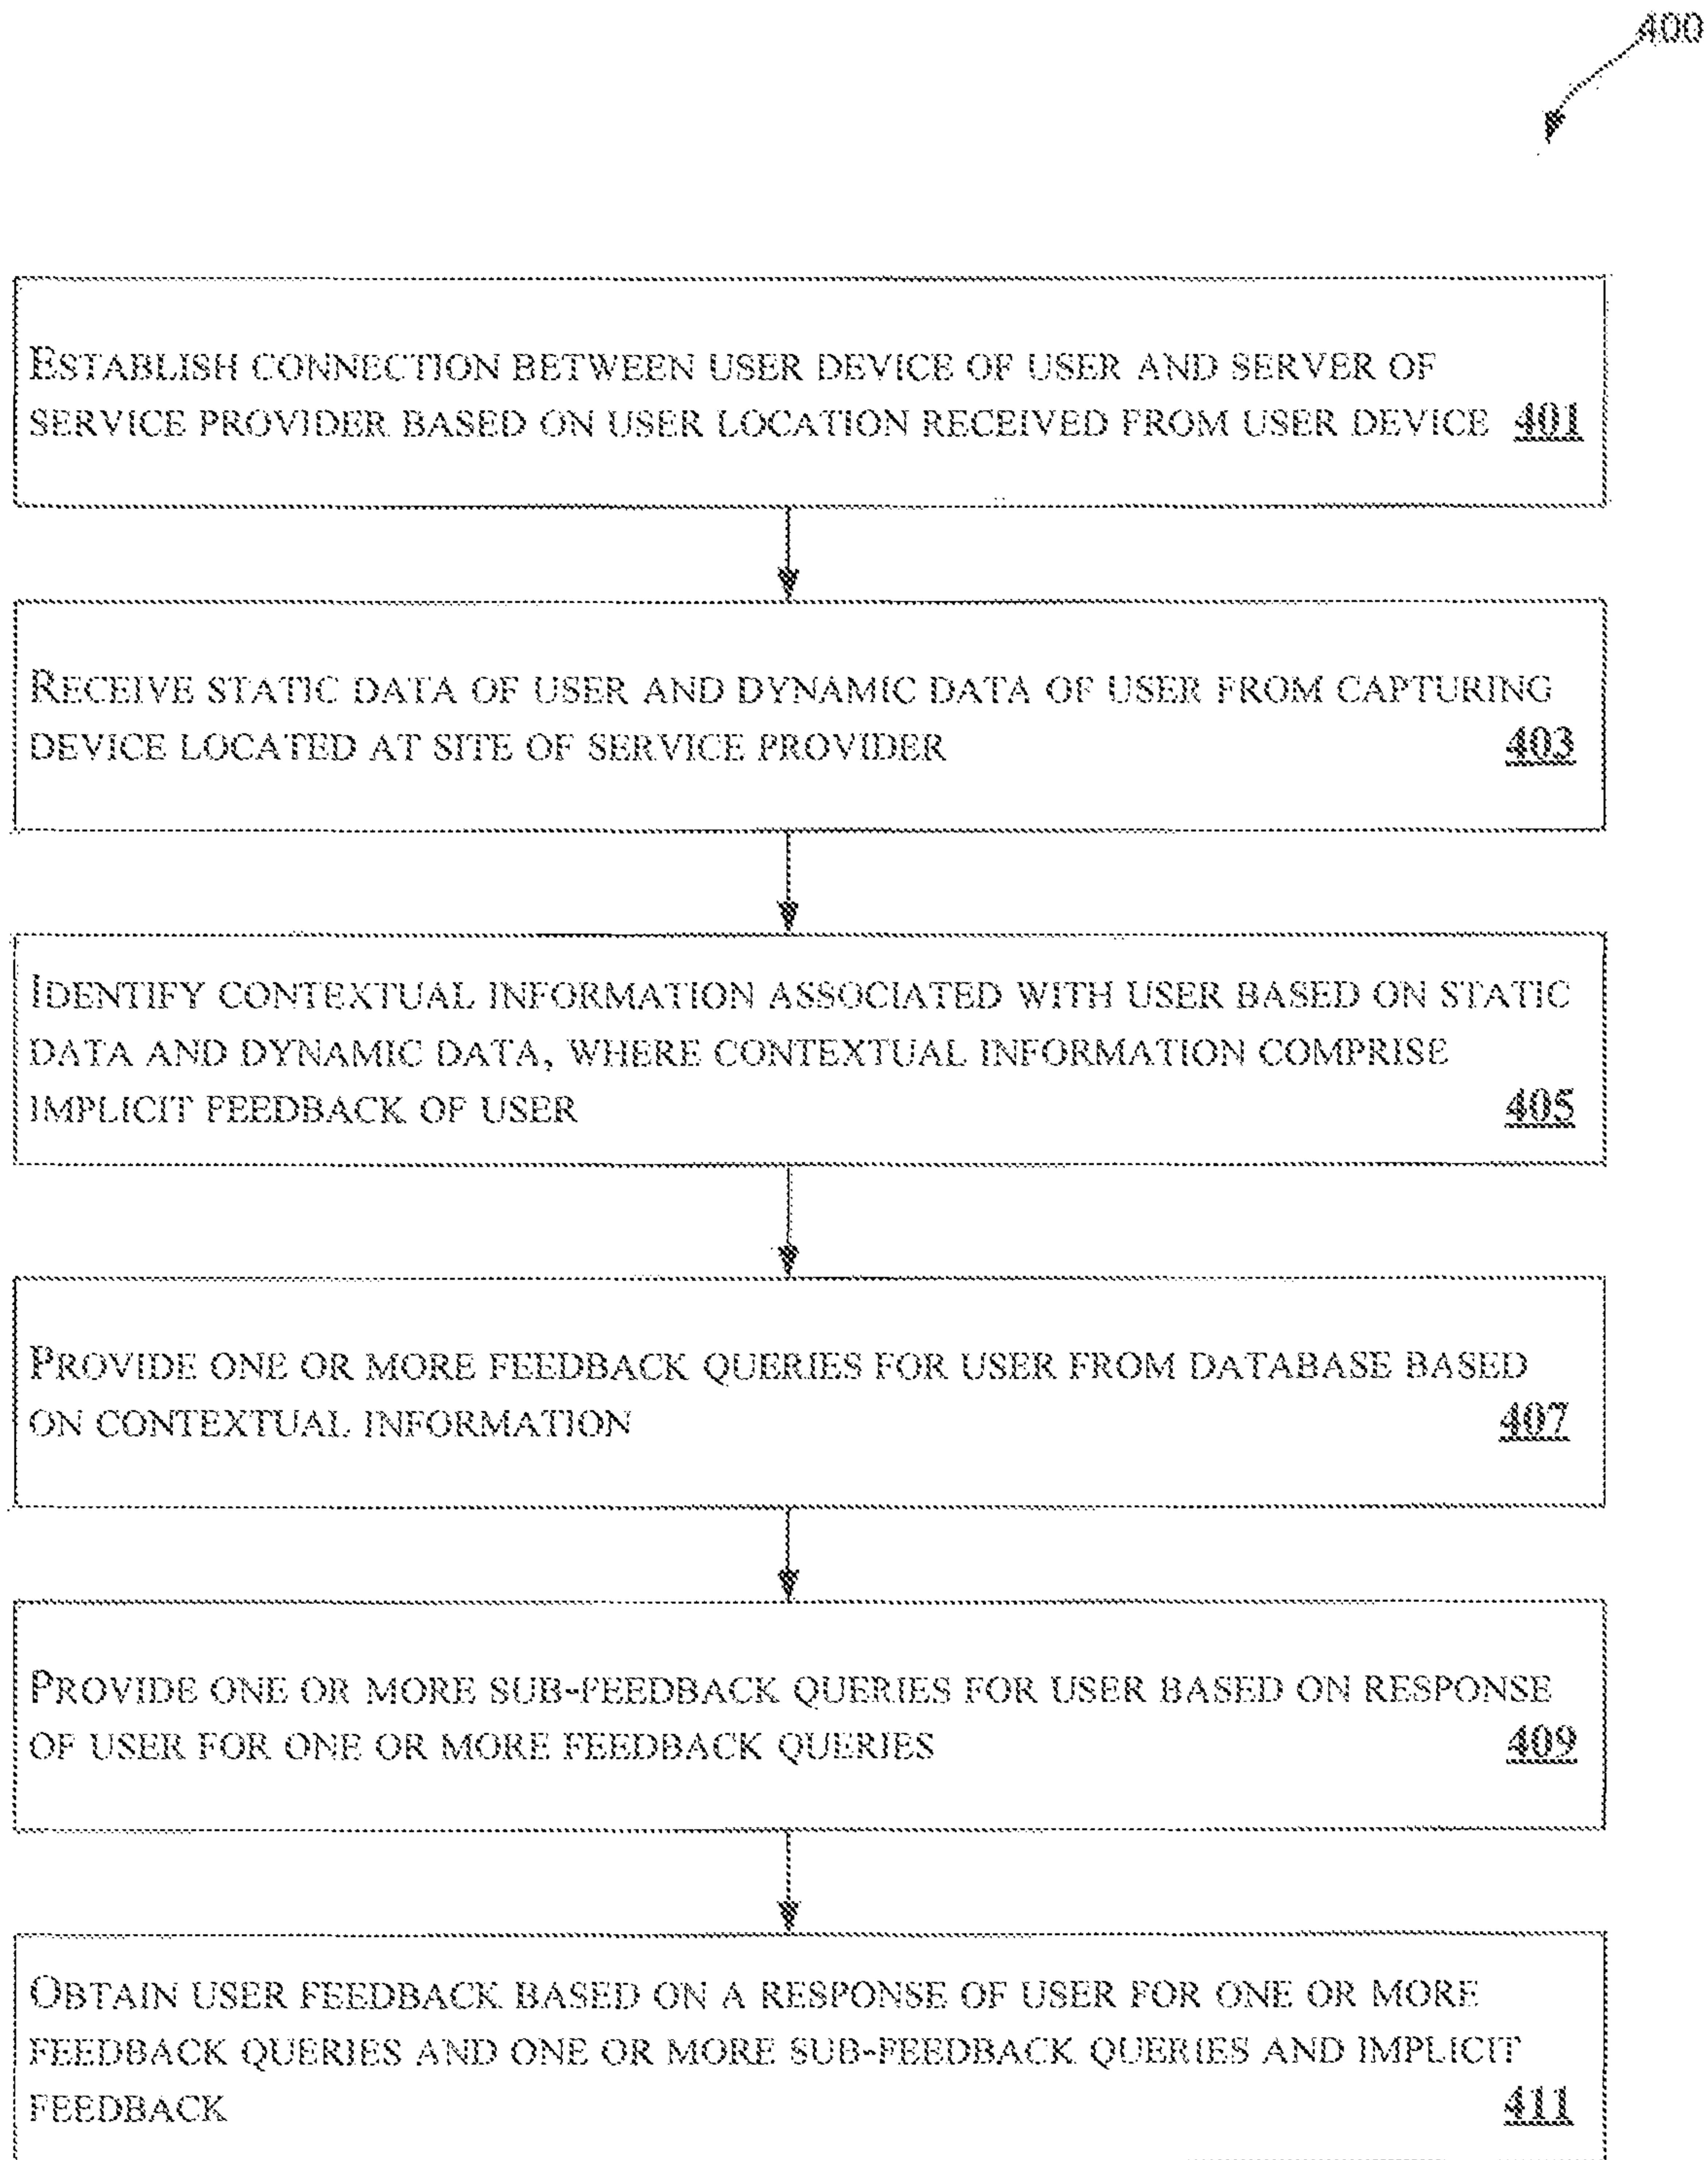 400
ESTABLISH CONNECTION BETWEEN USER DEVICE OF USER AND SERVER OF
SERVICE PROVIDER BASED ON USER LOCATION RECEIVED FROM USER DEVICE 401
RECEIVE STATIC DATA OF USER AND DYNAMIC DATA OF USER FROM CAPTURING
DEVICE LOCATED AT SITE OF SERVICE PROVIDER 403
IDENTIFY CONTEXTUAL INFORMATION ASSOCIATED WITH USER BASED ON STATIC
DATA AND DYNAMIC DATA, WHERE CONTEXTUAL INFORMATION COMPRISE
IMPLICIT FEEDBACK OF USER 405
PROVIDE ONE OR MORE FEEDBACK QUERIES FOR USER FROM DATABASE BASED
ON CONTEXTUAL INFORMATION 407
PROVIDE ONE OR MORE SUB-FEEDBACK QUERIES FOR USER BASED ON RESPONSE
OF USER FOR ONE OR MORE FEEDBACK QUERIES 409
OBTAIN USER FEEDBACK BASED ON A RESPONSE OF USER FOR ONE OR MORE
FEEDBACK QUERIES AND ONE OR MORE SUB-FEEDBACK QUERIES AND IMPLICIT
FEEDBACK 411